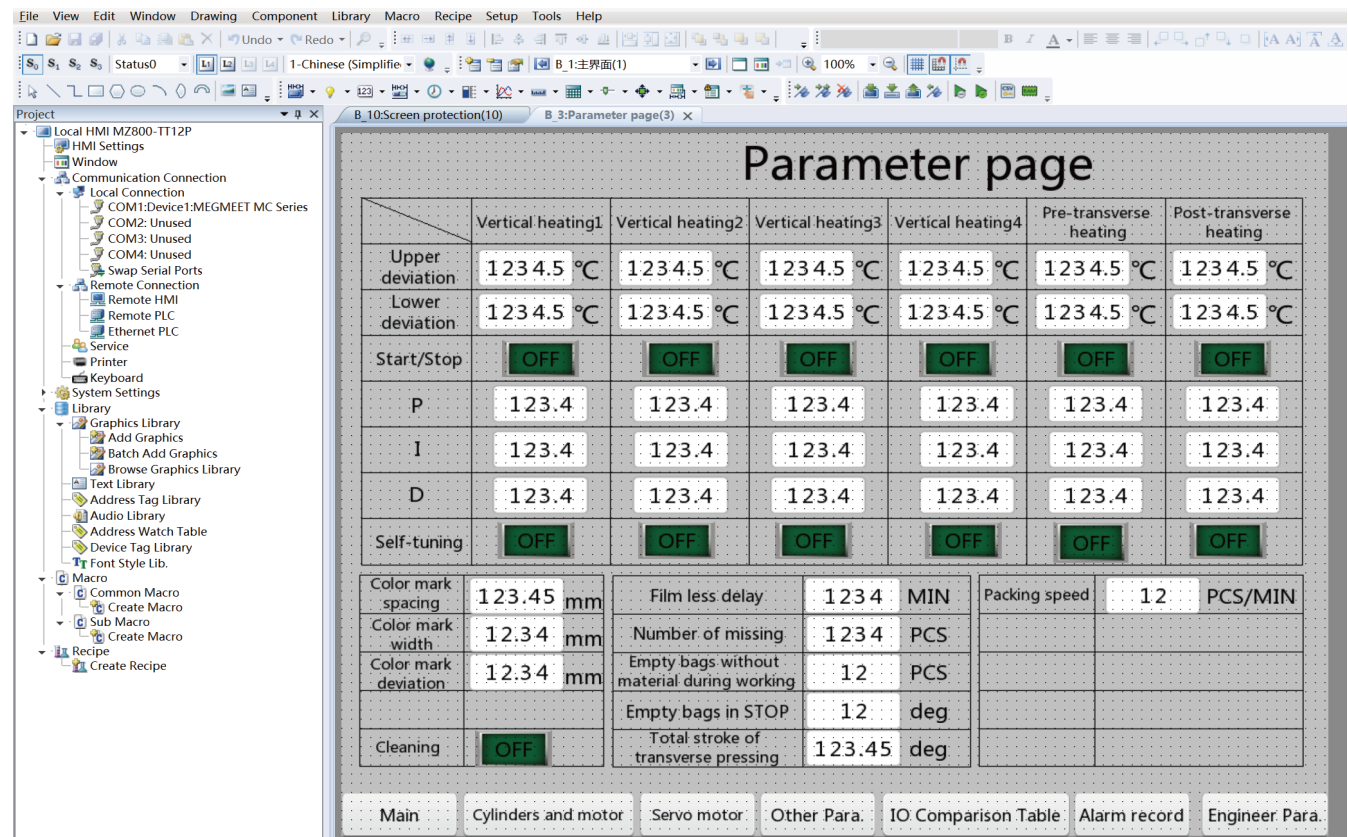 File View Edit Window Drawing Component Library Macro Recipe Setup Tools Help
Undo Redo B I A A A A A
S0 S1 S2 S3 Status0 L1 L2 L3 L4 1-Chinese (Simplifie B_1:主界面(1) 100%
Project
B_10:Screen protection(10) B_3:Parameter page(3)
Local HMI MZ800-TT12P
HMI Settings
Window
Communication Connection
Local Connection
COM1:Device1:MEGMEET MC Series
COM2: Unused
COM3: Unused
COM4: Unused
Swap Serial Ports
Remote Connection
Remote HMI
Remote PLC
Ethernet PLC
Service
Printer
Keyboard
System Settings
Library
Graphics Library
Add Graphics
Batch Add Graphics
Browse Graphics Library
Text Library
Address Tag Library
Audio Library
Address Watch Table
Device Tag Library
Font Style Lib.
Macro
Common Macro
Create Macro
Sub Macro
Create Macro
Recipe
Create Recipe
Parameter page
Vertical heating1 Vertical heating2 Vertical heating3 Vertical heating4 Pre-transverse heating Post-transverse heating
Upper deviation 1234.5 ℃ 1234.5 ℃ 1234.5 ℃ 1234.5 ℃ 1234.5 ℃ 1234.5 ℃
Lower deviation 1234.5 ℃ 1234.5 ℃ 1234.5 ℃ 1234.5 ℃ 1234.5 ℃ 1234.5 ℃
Start/Stop OFF OFF OFF OFF OFF OFF
P 123.4 123.4 123.4 123.4 123.4 123.4
I 123.4 123.4 123.4 123.4 123.4 123.4
D 123.4 123.4 123.4 123.4 123.4 123.4
Self-tuning OFF OFF OFF OFF OFF OFF
Color mark spacing 123.45 mm Film less delay 1234 MIN Packing speed 12 PCS/MIN
Color mark width 12.34 mm Number of missing 1234 PCS
Color mark deviation 12.34 mm Empty bags without material during working 12 PCS
Empty bags in STOP 12 deg
Cleaning OFF Total stroke of transverse pressing 123.45 deg
Main Cylinders and motor Servo motor Other Para. IO Comparison Table Alarm record Engineer Para.